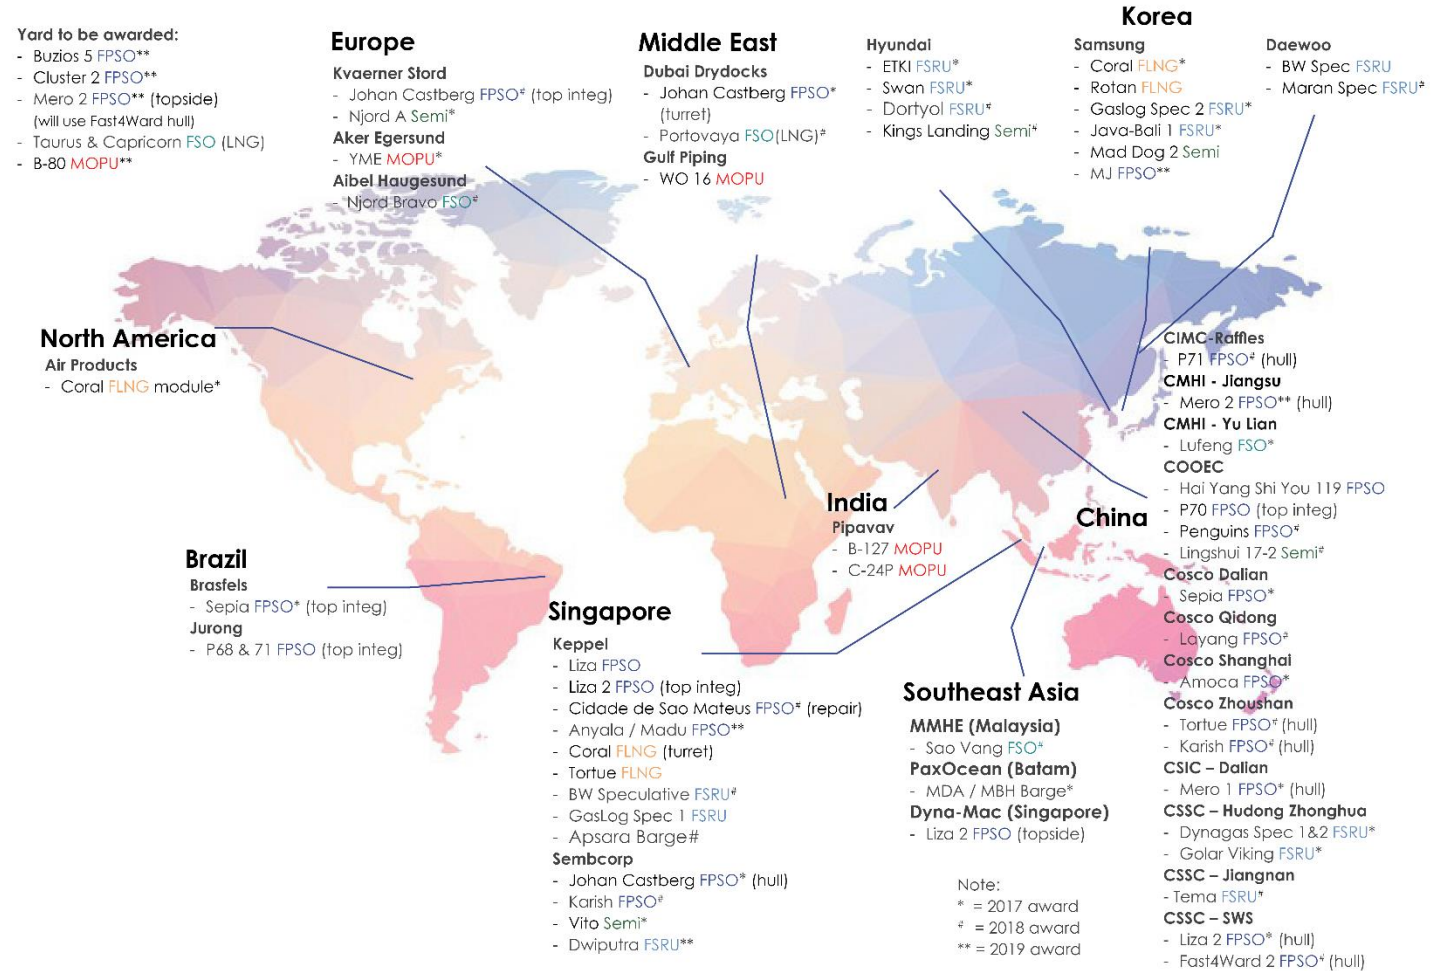 Yard to be awarded:
- Buzios 5 FPSO**
- Cluster 2 FPSO**
- Mero 2 FPSO** (topside)
(will use Fast4Ward hull)
- Taurus & Capricorn FSO (LNG)
- B-80 MOPU**
Europe
Kvaerner Stord
- Johan Castberg FPSO# (top integ)
- Njord A Semi*
Aker Egersund
- YME MOPU*
Aibel Haugesund
- Njord Bravo FSO#
Middle East
Dubai Drydocks
- Johan Castberg FPSO*
(turret)
- Portovaya FSO(LNG)#
Gulf Piping
- WO 16 MOPU
Korea
Hyundai
- ETKI FSRU*
- Swan FSRU*
- Dortyol FSRU#
- Kings Landing Semi#
Samsung
- Coral FLNG*
- Rotan FLNG
- Gaslog Spec 2 FSRU*
- Java-Bali 1 FSRU*
- Mad Dog 2 Semi
- MJ FPSO**
Daewoo
- BW Spec FSRU
- Maran Spec FSRU#
North America
Air Products
- Coral FLNG module*
Brazil
Brasfels
- Sepia FPSO* (top integ)
Jurong
- P68 & 71 FPSO (top integ)
Singapore
Keppel
- Liza FPSO
- Liza 2 FPSO (top integ)
- Cidade de Sao Mateus FPSO# (repair)
- Anyala / Madu FPSO**
- Coral FLNG (turret)
- Tortue FLNG
- BW Speculative FSRU#
- GasLog Spec 1 FSRU
- Apsara Barge#
Sembcorp
- Johan Castberg FPSO* (hull)
- Karish FPSO#
- Vito Semi*
- Dwiputra FSRU**
India
Pipavav
- B-127 MOPU
- C-24P MOPU
Southeast Asia
MMHE (Malaysia)
- Sao Vang FSO#
PaxOcean (Batam)
- MDA / MBH Barge*
Dyna-Mac (Singapore)
- Liza 2 FPSO (topside)
Note:
* = 2017 award
# = 2018 award
** = 2019 award
China
CIMC-Raffles
- P71 FPSO# (hull)
CMHI - Jiangsu
- Mero 2 FPSO** (hull)
CMHI - Yu Lian
- Lufeng FSO*
COOEC
- Hai Yang Shi You 119 FPSO
- P70 FPSO (top integ)
- Penguins FPSO#
- Lingshui 17-2 Semi#
Cosco Dalian
- Sepia FPSO*
Cosco Qidong
- Layang FPSO#
Cosco Shanghai
- Amoca FPSO*
Cosco Zhoushan
- Tortue FPSO# (hull)
- Karish FPSO# (hull)
CSIC – Dalian
- Mero 1 FPSO* (hull)
CSSC – Hudong Zhonghua
- Dynagas Spec 1&2 FSRU*
- Golar Viking FSRU*
CSSC – Jiangnan
- Tema FSRU#
CSSC – SWS
- Liza 2 FPSO* (hull)
- Fast4Ward 2 FPSO# (hull)